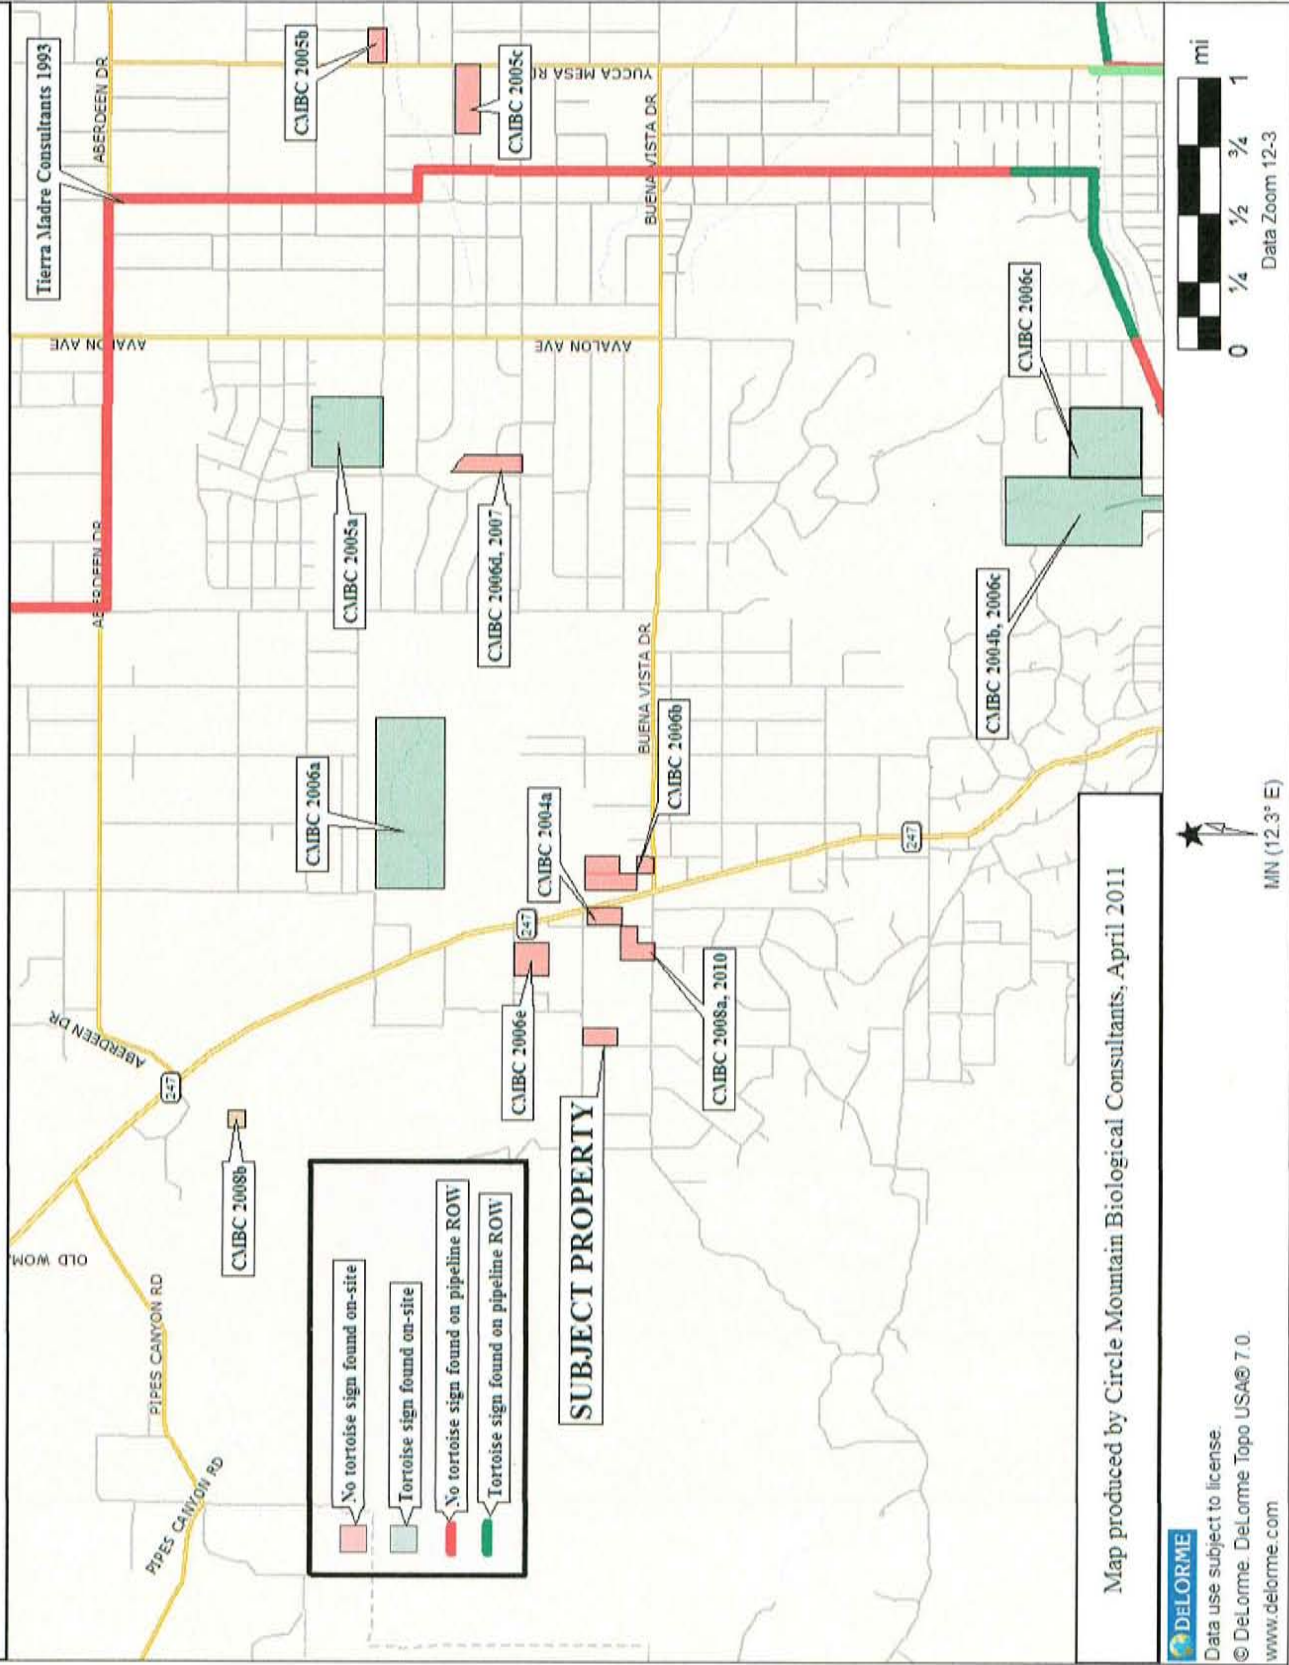 Tierra Madre Consultants 1993
ABERDEEN DR
CMBC 2005b
YUCCA MESA RD
CMBC 2005c
BUENA VISTA DR
AVALON AVE
AVALON AVE
ABERDEEN DR
CMBC 2005a
CMBC 2006d, 2007
CMBC 2006c
CMBC 2004b, 2006c
BUENA VISTA DR
CMBC 2006a
CMBC 2004a
CMBC 2006b
247
247
247
ABERDEEN DR
CMBC 2006e
CMBC 2008a, 2010
CMBC 2008b
SUBJECT PROPERTY
OLD WOM
PIPES CANYON RD
PIPES CANYON RD
No tortoise sign found on-site
Tortoise sign found on-site
No tortoise sign found on pipeline ROW
Tortoise sign found on pipeline ROW
Map produced by Circle Mountain Biological Consultants, April 2011
DELORME
Data use subject to license.
© DeLorme. DeLorme Topo USA® 7.0.
www.delorme.com
MN (12.3° E)
mi
0 ¼ ½ ¾ 1
Data Zoom 12-3